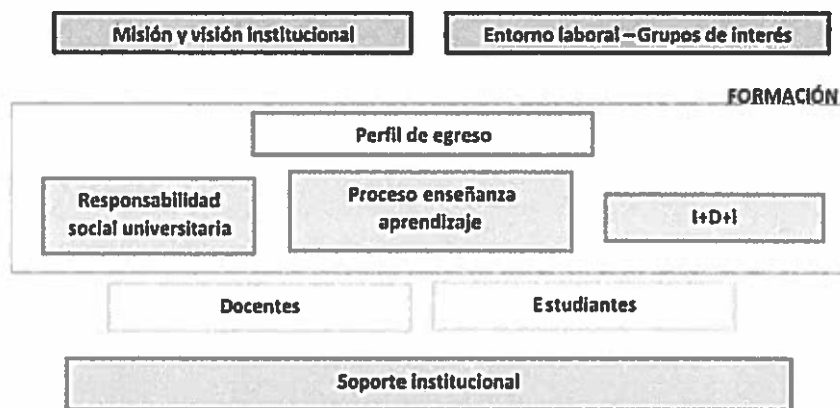 Misión y visión institucional
Entorno laboral – Grupos de interés
FORMACIÓN
Perfil de egreso
Responsabilidad
social universitaria
Proceso enseñanza
aprendizaje
I+D+I
Docentes
Estudiantes
Soporte institucional